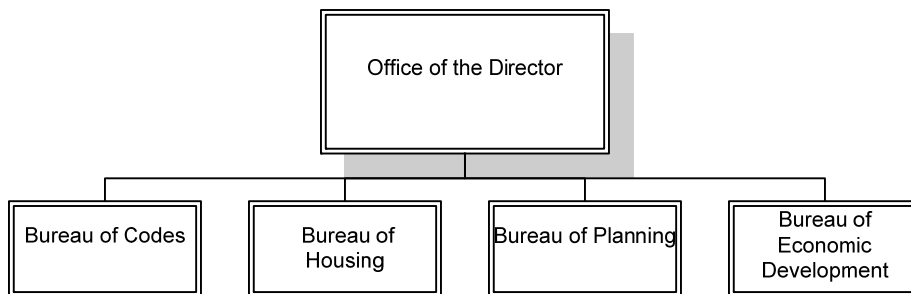 Office of the Director
Bureau of Codes
Bureau of
Housing
Bureau of Planning
Bureau of
Economic
Development